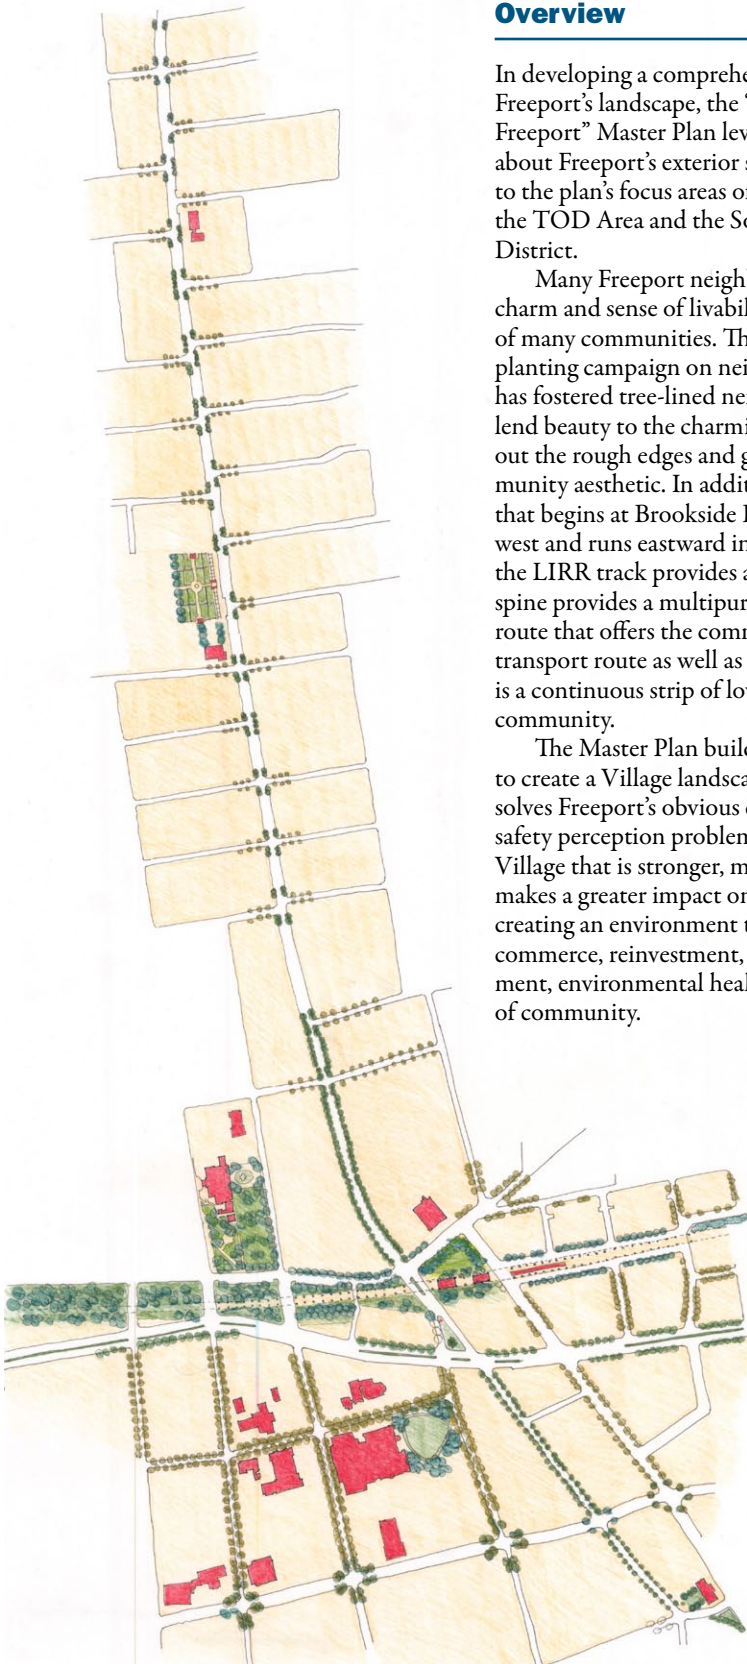 Overview
In developing a comprehe
Freeport's landscape, the "
Freeport" Master Plan lev
about Freeport's exterior s
to the plan's focus areas o
the TOD Area and the So
District.
Many Freeport neigh
charm and sense of livabil
of many communities. Th
planting campaign on nei
has fostered tree-lined ne
lend beauty to the charmi
out the rough edges and g
munity aesthetic. In addit
that begins at Brookside
west and runs eastward in
the LIRR track provides a
spine provides a multipur
route that offers the comm
transport route as well as
is a continuous strip of lo
community.
The Master Plan build
to create a Village landsca
solves Freeport's obvious
safety perception problem
Village that is stronger, m
makes a greater impact on
creating an environment t
commerce, reinvestment,
ment, environmental heal
of community.